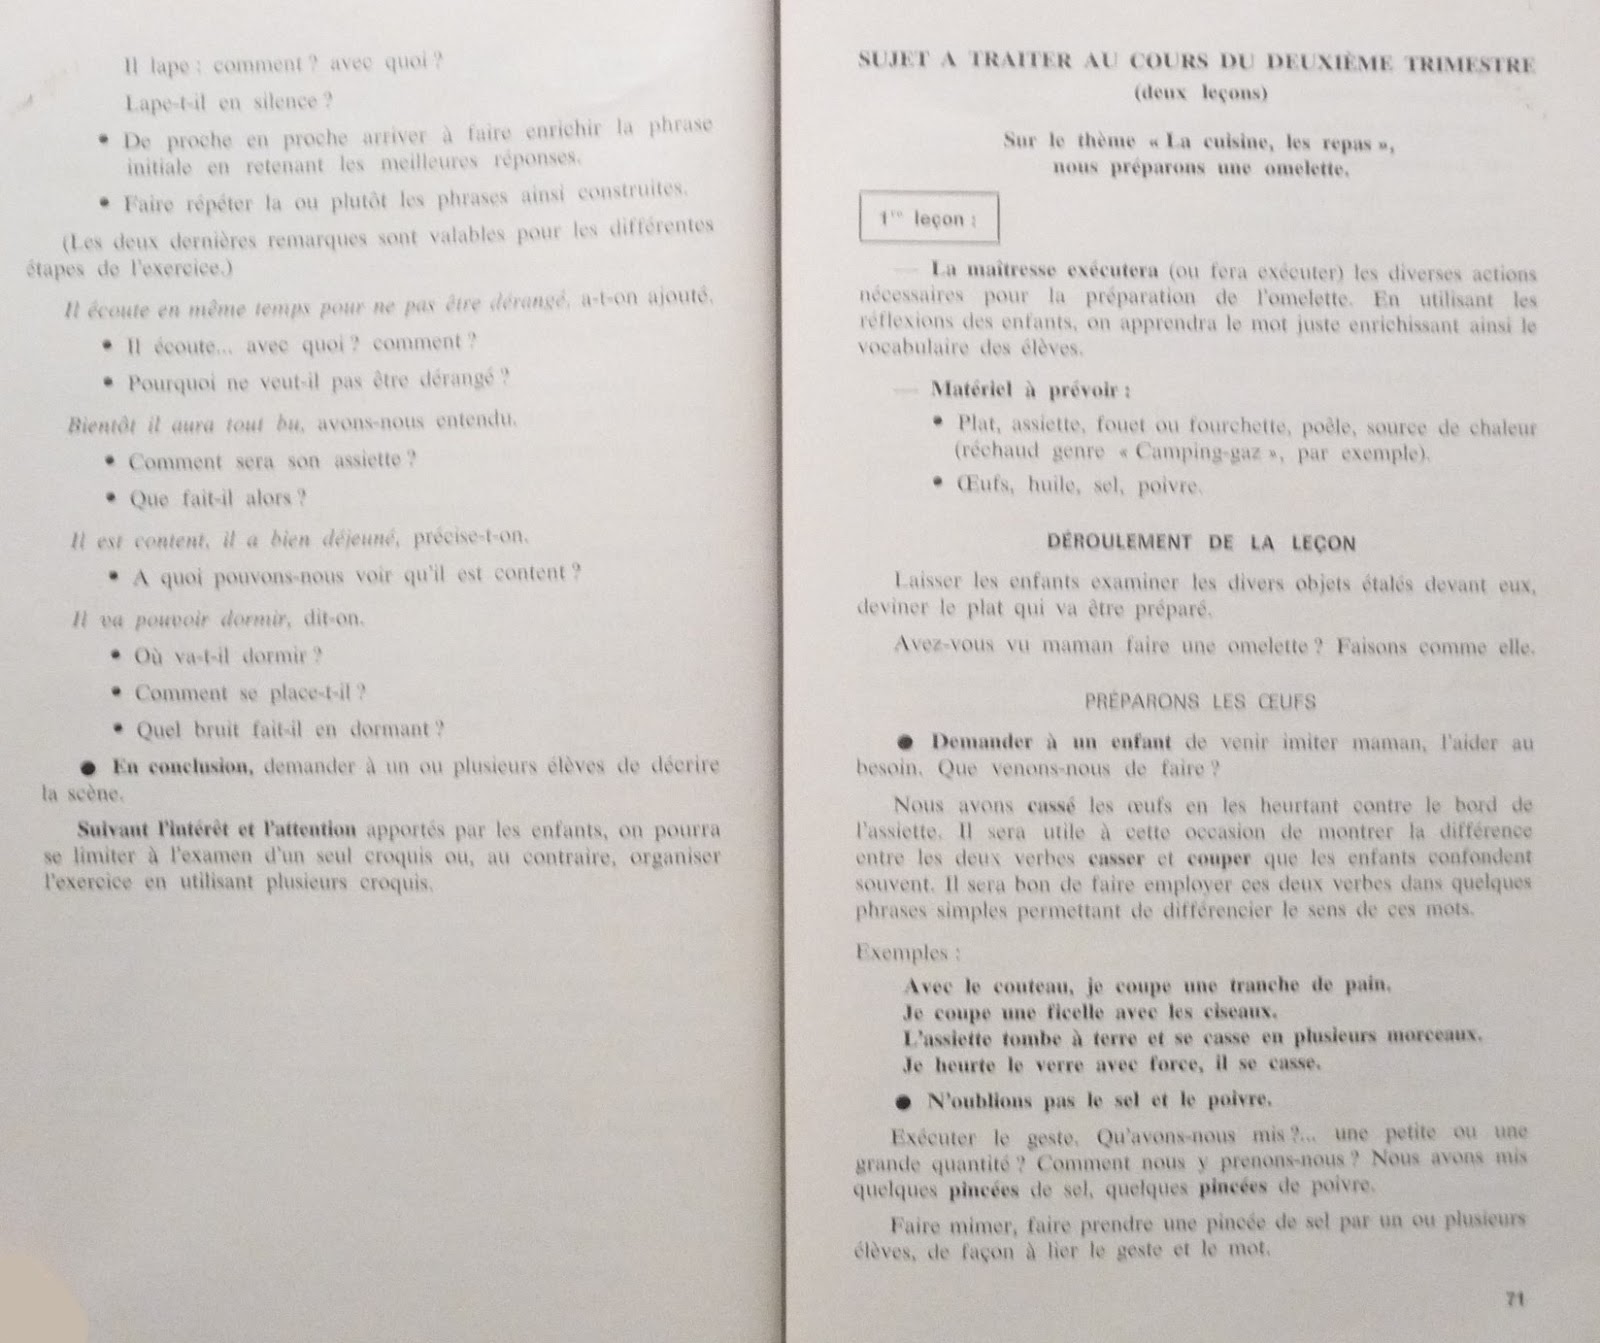 Il lape : comment ? avec quoi ?
Lape-t-il en silence ?
• De proche en proche arriver à faire enrichir la phrase
initiale en retenant les meilleures réponses.
• Faire répéter la ou plutôt les phrases ainsi construites.
(Les deux dernières remarques sont valables pour les différentes
étapes de l'exercice.)
Il écoute en même temps pour ne pas être dérangé, a-t-on ajouté.
• Il écoute... avec quoi ? comment ?
• Pourquoi ne veut-il pas être dérangé ?
Bientôt il aura tout bu, avons-nous entendu.
• Comment sera son assiette ?
• Que fait-il alors ?
Il est content, il a bien déjeuné, précise-t-on.
• A quoi pouvons-nous voir qu'il est content ?
Il va pouvoir dormir, dit-on.
• Où va-t-il dormir ?
• Comment se place-t-il ?
• Quel bruit fait-il en dormant ?
● En conclusion, demander à un ou plusieurs élèves de décrire
la scène.
Suivant l'intérêt et l'attention apportés par les enfants, on pourra
se limiter à l'examen d'un seul croquis ou, au contraire, organiser
l'exercice en utilisant plusieurs croquis.
SUJET A TRAITER AU COURS DU DEUXIÈME TRIMESTRE
(deux leçons)
Sur le thème « La cuisine, les repas »,
nous préparons une omelette.
1re leçon :
— La maîtresse exécutera (ou fera exécuter) les diverses actions
nécessaires pour la préparation de l'omelette. En utilisant les
réflexions des enfants, on apprendra le mot juste enrichissant ainsi le
vocabulaire des élèves.
— Matériel à prévoir :
• Plat, assiette, fouet ou fourchette, poêle, source de chaleur
(réchaud genre « Camping-gaz », par exemple).
• Œufs, huile, sel, poivre.
DÉROULEMENT DE LA LEÇON
Laisser les enfants examiner les divers objets étalés devant eux,
deviner le plat qui va être préparé.
Avez-vous vu maman faire une omelette ? Faisons comme elle.
PRÉPARONS LES ŒUFS
● Demander à un enfant de venir imiter maman, l'aider au
besoin. Que venons-nous de faire ?
Nous avons cassé les œufs en les heurtant contre le bord de
l'assiette. Il sera utile à cette occasion de montrer la différence
entre les deux verbes casser et couper que les enfants confondent
souvent. Il sera bon de faire employer ces deux verbes dans quelques
phrases simples permettant de différencier le sens de ces mots.
Exemples :
Avec le couteau, je coupe une tranche de pain.
Je coupe une ficelle avec les ciseaux.
L'assiette tombe à terre et se casse en plusieurs morceaux.
Je heurte le verre avec force, il se casse.
● N'oublions pas le sel et le poivre.
Exécuter le geste. Qu'avons-nous mis ?... une petite ou une
grande quantité ? Comment nous y prenons-nous ? Nous avons mis
quelques pincées de sel, quelques pincées de poivre.
Faire mimer, faire prendre une pincée de sel par un ou plusieurs
élèves, de façon à lier le geste et le mot.
71